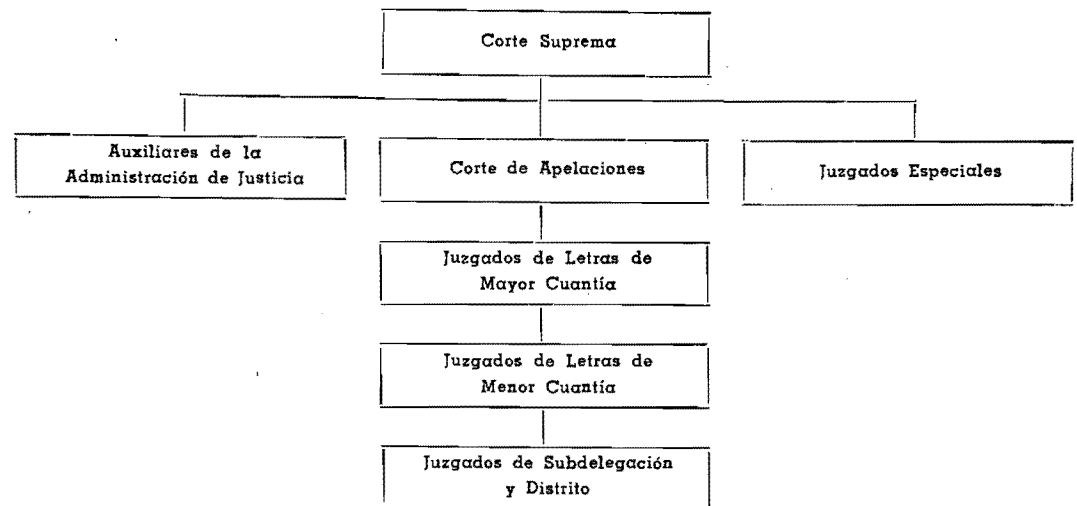 Corte Suprema
Auxiliares de la
Administración de Justicia
Corte de Apelaciones
Juzgados Especiales
Juzgados de Letras de
Mayor Cuantía
Juzgados de Letras de
Menor Cuantía
Juzgados de Subdelegación
y Distrito